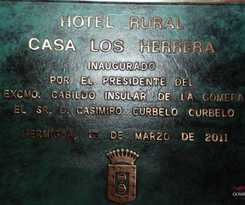 HOTEL RURAL
CASA LOS HERRERA
INAUGURADO
POR EL PRESIDENTE DEL
EXCMO. CABILDO INSULAR DE LA GOMERA
EL SR. D. CASIMIRO CURBELO CURBELO
HERMIGUA, DE MARZO DE 2011